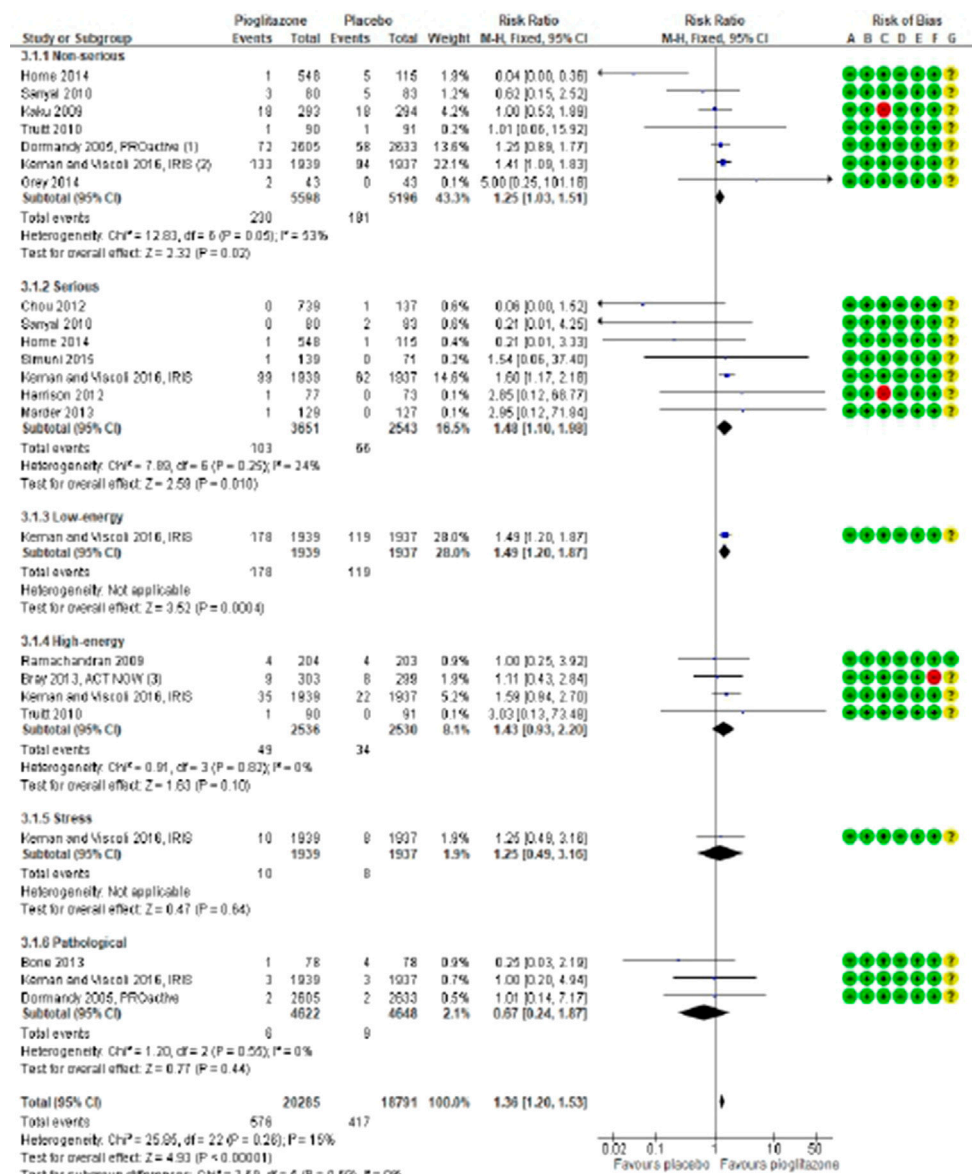 Pioglitazone Placebo Risk Ratio Risk Ratio Risk of Bias
Study or Subgroup Events Total Events Total Weight M-H, Fixed, 95% CI M-H, Fixed, 95% CI A B C D E F G
3.1.1 Non-serious
Home 2014 1 548 5 115 1.9% 0.04 [0.00, 0.36] ?
Sanyal 2010 3 80 5 83 1.2% 0.62 [0.15, 2.52] ?
Kaku 2009 18 293 18 294 4.2% 1.00 [0.53, 1.89] ?
Truitt 2010 1 90 1 91 0.2% 1.01 [0.06, 15.92] ?
Dormandy 2005, PROactive (1) 72 2605 58 2633 13.6% 1.25 [0.89, 1.77] ?
Kernan and Viscoli 2016, IRIS (2) 133 1939 94 1937 22.1% 1.41 [1.09, 1.83] ?
Grey 2014 2 43 0 43 0.1% 5.00 [0.25, 101.18] ?
Subtotal (95% CI) 5598 5196 43.3% 1.25 [1.03, 1.51]
Total events 230 181
Heterogeneity: Chi² = 12.83, df = 6 (P = 0.05); I² = 53%
Test for overall effect: Z = 2.32 (P = 0.02)
3.1.2 Serious
Chou 2012 0 739 1 137 0.6% 0.06 [0.00, 1.52] ?
Sanyal 2010 0 80 2 83 0.6% 0.21 [0.01, 4.25] ?
Home 2014 1 548 1 115 0.4% 0.21 [0.01, 3.33] ?
Simuni 2015 1 139 0 71 0.2% 1.54 [0.06, 37.40] ?
Kernan and Viscoli 2016, IRIS 99 1939 62 1937 14.6% 1.60 [1.17, 2.18] ?
Harrison 2012 1 77 0 73 0.1% 2.85 [0.12, 68.77] ?
Marder 2013 1 129 0 127 0.1% 2.95 [0.12, 71.84] ?
Subtotal (95% CI) 3651 2543 16.5% 1.48 [1.10, 1.98]
Total events 103 66
Heterogeneity: Chi² = 7.89, df = 6 (P = 0.25); I² = 24%
Test for overall effect: Z = 2.59 (P = 0.010)
3.1.3 Low-energy
Kernan and Viscoli 2016, IRIS 178 1939 119 1937 28.0% 1.49 [1.20, 1.87] ?
Subtotal (95% CI) 1939 1937 28.0% 1.49 [1.20, 1.87]
Total events 178 119
Heterogeneity: Not applicable
Test for overall effect: Z = 3.52 (P = 0.0004)
3.1.4 High-energy
Ramachandran 2009 4 204 4 203 0.9% 1.00 [0.25, 3.92]
Bray 2013, ACT NOW (3) 9 303 8 299 1.9% 1.11 [0.43, 2.84] ?
Kernan and Viscoli 2016, IRIS 35 1939 22 1937 5.2% 1.59 [0.94, 2.70] ?
Truitt 2010 1 90 0 91 0.1% 3.03 [0.13, 73.48] ?
Subtotal (95% CI) 2536 2530 8.1% 1.43 [0.93, 2.20]
Total events 49 34
Heterogeneity: Chi² = 0.91, df = 3 (P = 0.82); I² = 0%
Test for overall effect: Z = 1.63 (P = 0.10)
3.1.5 Stress
Kernan and Viscoli 2016, IRIS 10 1939 8 1937 1.9% 1.25 [0.49, 3.16] ?
Subtotal (95% CI) 1939 1937 1.9% 1.25 [0.49, 3.16]
Total events 10 8
Heterogeneity: Not applicable
Test for overall effect: Z = 0.47 (P = 0.64)
3.1.6 Pathological
Bone 2013 1 78 4 78 0.9% 0.25 [0.03, 2.19] ?
Kernan and Viscoli 2016, IRIS 3 1939 3 1937 0.7% 1.00 [0.20, 4.94] ?
Dormandy 2005, PROactive 2 2605 2 2633 0.5% 1.01 [0.14, 7.17] ?
Subtotal (95% CI) 4622 4648 2.1% 0.67 [0.24, 1.87]
Total events 6 9
Heterogeneity: Chi² = 1.20, df = 2 (P = 0.55); I² = 0%
Test for overall effect: Z = 0.77 (P = 0.44)
Total (95% CI) 20285 18791 100.0% 1.36 [1.20, 1.53]
Total events 576 417
Heterogeneity: Chi² = 25.95, df = 22 (P = 0.26); I² = 15%
Test for overall effect: Z = 4.93 (P < 0.00001)
0.02 0.1 1 10 50
Favours placebo Favours pioglitazone